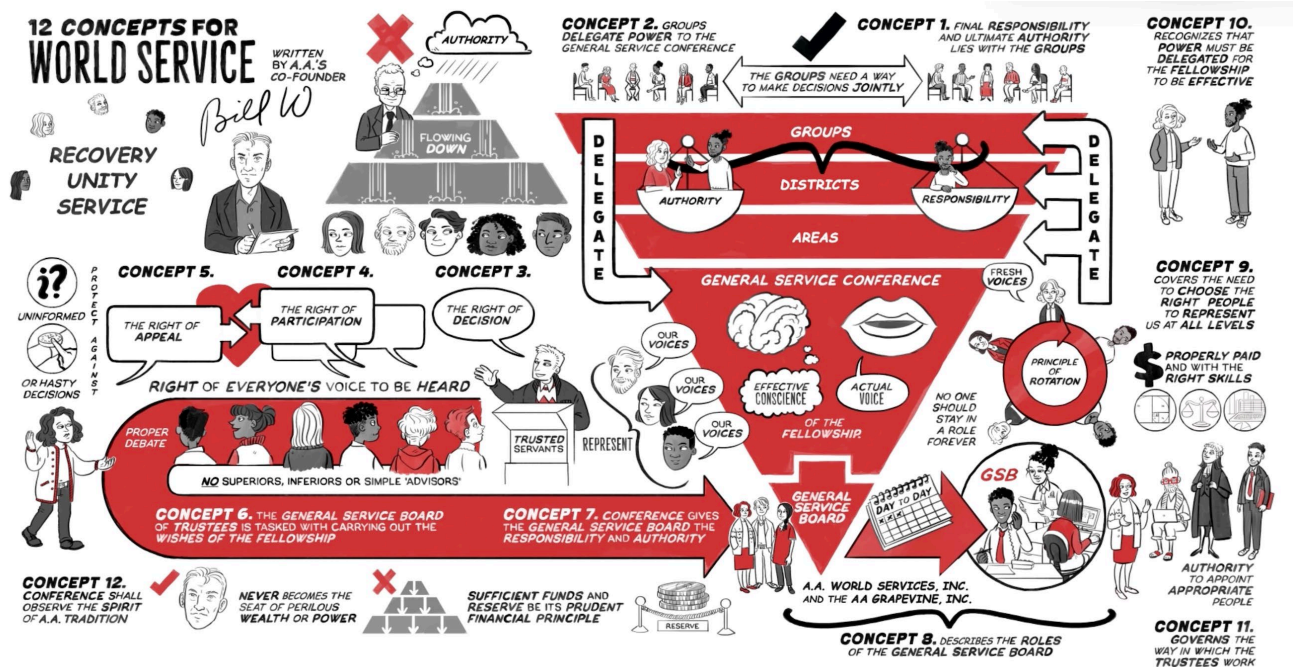 12 CONCEPTS FOR
WORLD SERVICE
WRITTEN
BY A.A.'S
CO-FOUNDER
Bill W
RECOVERY
UNITY
SERVICE
AUTHORITY
FLOWING
DOWN
CONCEPT 2. GROUPS
DELEGATE POWER TO THE
GENERAL SERVICE CONFERENCE
CONCEPT 1. FINAL RESPONSIBILITY
AND ULTIMATE AUTHORITY
LIES WITH THE GROUPS
THE GROUPS NEED A WAY
TO MAKE DECISIONS JOINTLY
CONCEPT 10.
RECOGNIZES THAT
POWER MUST BE
DELEGATED FOR
THE FELLOWSHIP
TO BE EFFECTIVE
DELEGATE
GROUPS
DISTRICTS
AREAS
AUTHORITY
RESPONSIBILITY
DELEGATE
GENERAL SERVICE CONFERENCE
EFFECTIVE
CONSCIENCE
ACTUAL
VOICE
OF THE
FELLOWSHIP.
FRESH
VOICES
PRINCIPLE
OF
ROTATION
NO ONE
SHOULD
STAY IN
A ROLE
FOREVER
CONCEPT 9.
COVERS THE NEED
TO CHOOSE THE
RIGHT PEOPLE
TO REPRESENT
US AT ALL LEVELS
$ PROPERLY PAID
AND WITH THE
RIGHT SKILLS
i?
UNINFORMED
OR HASTY
DECISIONS
PROTECT AGAINST
CONCEPT 5.
THE RIGHT OF
APPEAL
CONCEPT 4.
THE RIGHT OF
PARTICIPATION
CONCEPT 3.
THE RIGHT OF
DECISION
RIGHT OF EVERYONE'S VOICE TO BE HEARD
PROPER
DEBATE
TRUSTED
SERVANTS
REPRESENT
OUR
VOICES
OUR
VOICES
OUR
VOICES
NO SUPERIORS, INFERIORS OR SIMPLE 'ADVISORS'
CONCEPT 6. THE GENERAL SERVICE BOARD
OF TRUSTEES IS TASKED WITH CARRYING OUT THE
WISHES OF THE FELLOWSHIP
CONCEPT 7. CONFERENCE GIVES
THE GENERAL SERVICE BOARD THE
RESPONSIBILITY AND AUTHORITY
GENERAL
SERVICE
BOARD
DAY TO DAY
GSB
A.A. WORLD SERVICES, INC.
AND THE AA GRAPEVINE, INC.
CONCEPT 8. DESCRIBES THE ROLES
OF THE GENERAL SERVICE BOARD
AUTHORITY
TO APPOINT
APPROPRIATE
PEOPLE
CONCEPT 11.
GOVERNS THE
WAY IN WHICH THE
TRUSTEES WORK
CONCEPT 12.
CONFERENCE SHALL
OBSERVE THE SPIRIT
OF A.A. TRADITION
NEVER BECOMES THE
SEAT OF PERILOUS
WEALTH OR POWER
SUFFICIENT FUNDS AND
RESERVE BE ITS PRUDENT
FINANCIAL PRINCIPLE
RESERVE